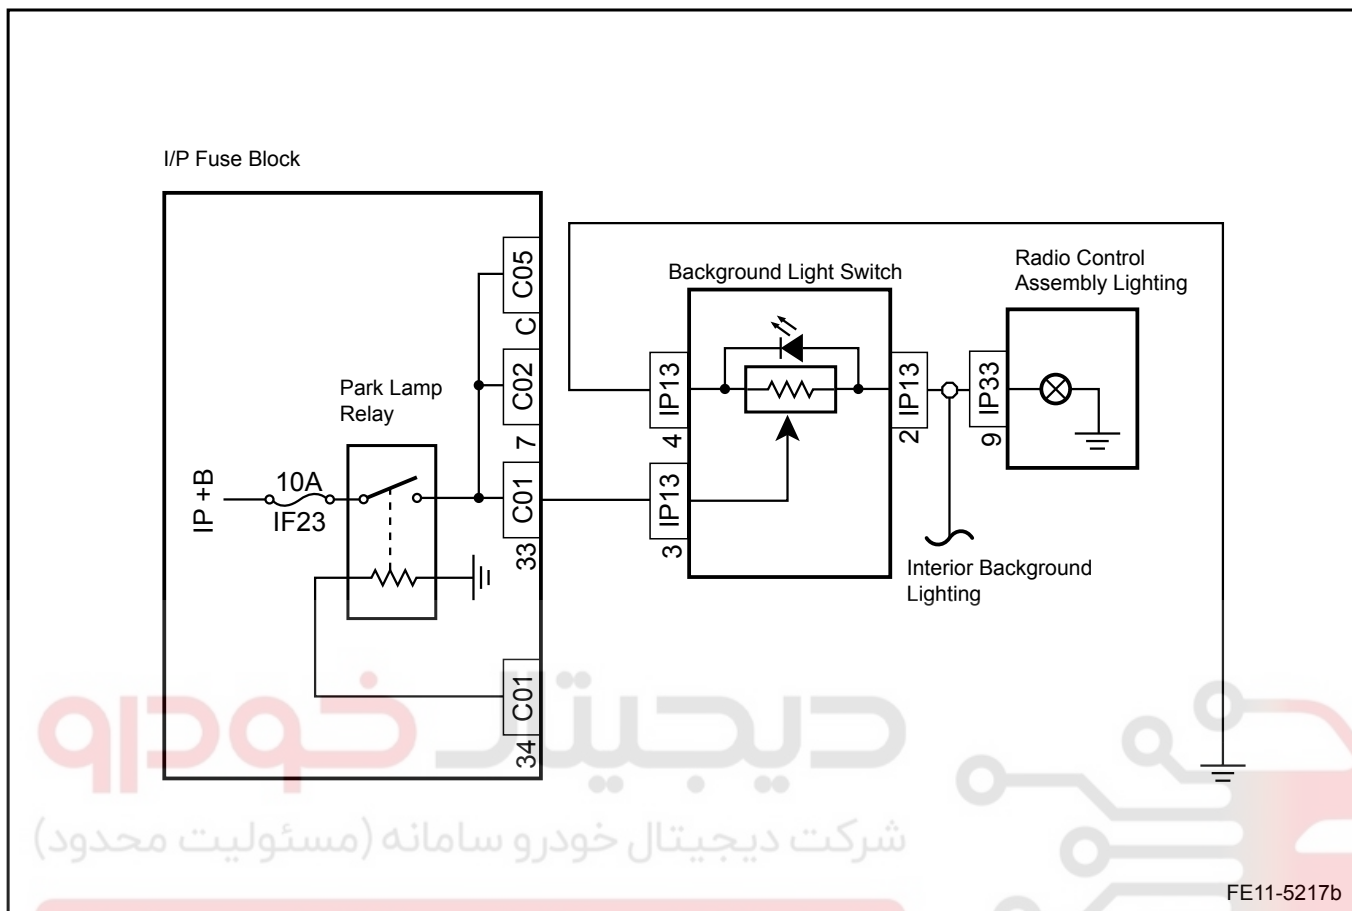 I/P Fuse Block
C05
C
Background Light Switch
Radio Control
Assembly Lighting
Park Lamp
Relay
C02
7
IP13
4
IP13
2
IP33
9
IP +B
10A
IF23
C01
33
IP13
3
Interior Background
Lighting
C01
34
دیجیتال خودرو
شرکت دیجیتال خودرو سامانه (مسئولیت محدود)
FE11-5217b